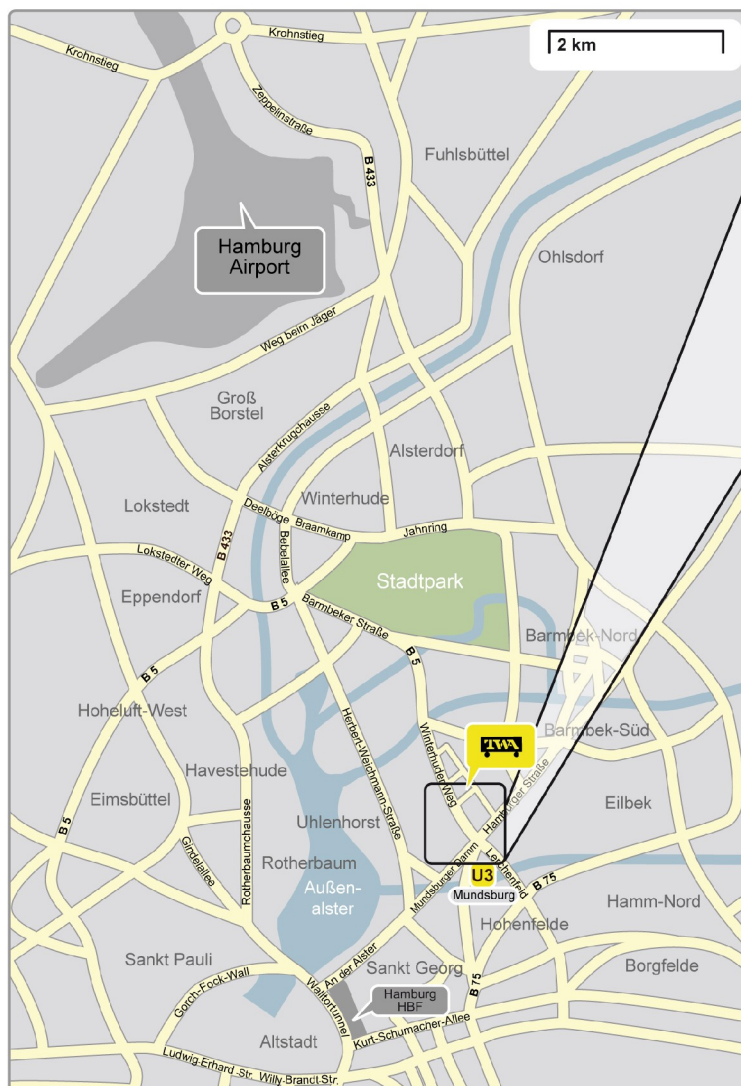 Krohnstieg
Krohnstieg
2 km
Zeppelinstraße
B 433
Fuhlsbüttel
Hamburg
Airport
Ohlsdorf
Weg beim Jäger
Groß
Borstel
Alsterkrugchausse
Alsterdorf
Lokstedt
Winterhude
Deelböge
Braamkamp
Jahnring
B 433
Bebelallee
Lokstedter Weg
Stadtpark
Eppendorf
B 5
Barmbeker Straße
Barmbek-Nord
B 5
B 5
Hoheluft-West
Herbert-Weichmann-Straße
Winterhuder Weg
TWA
Barmbek-Süd
Havestehude
Hamburger Straße
Eimsbüttel
Uhlenhorst
Eilbek
B 5
Gindelallee
Rotherbaumchausse
Rotherbaum
Mundsburger Damm
Lerchenfeld
U3
Außen-
alster
B 75
Mundsburg
Hamm-Nord
Hohenfelde
Sankt Pauli
An der Alster
Sankt Georg
Borgfelde
Gorch-Fock-Wall
B 75
Walltortunnel
Hamburg
HBF
Altstadt
Kurt-Schumacher-Allee
Ludwig-Erhard Str.
Willy-Brandt-Str.